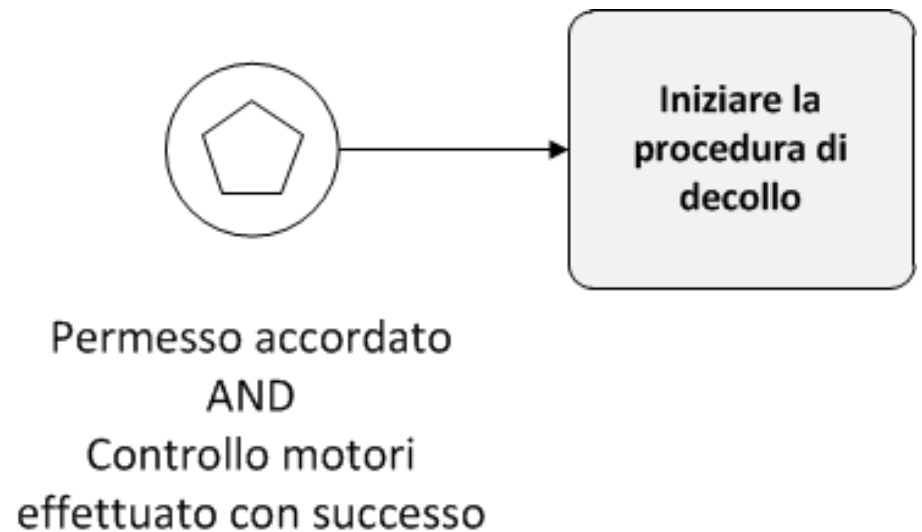 Iniziare la
procedura di
decollo
Permesso accordato
AND
Controllo motori
effettuato con successo